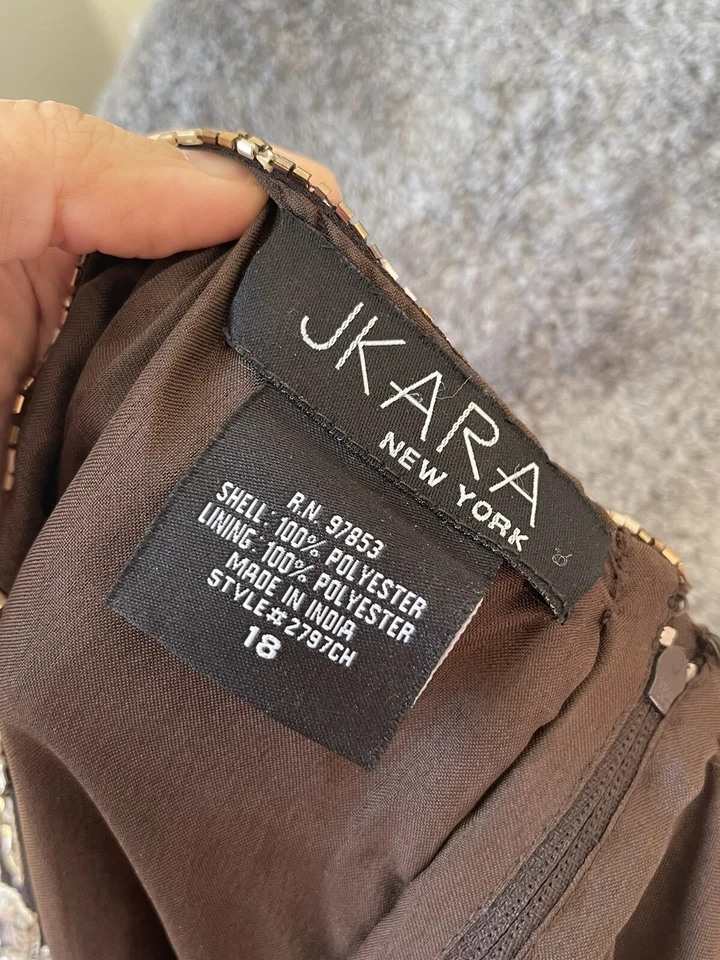 JKARA
NEW YORK
R.N. 97853
SHELL: 100% POLYESTER
LINING: 100% POLYESTER
MADE IN INDIA
STYLE#2797CH
18